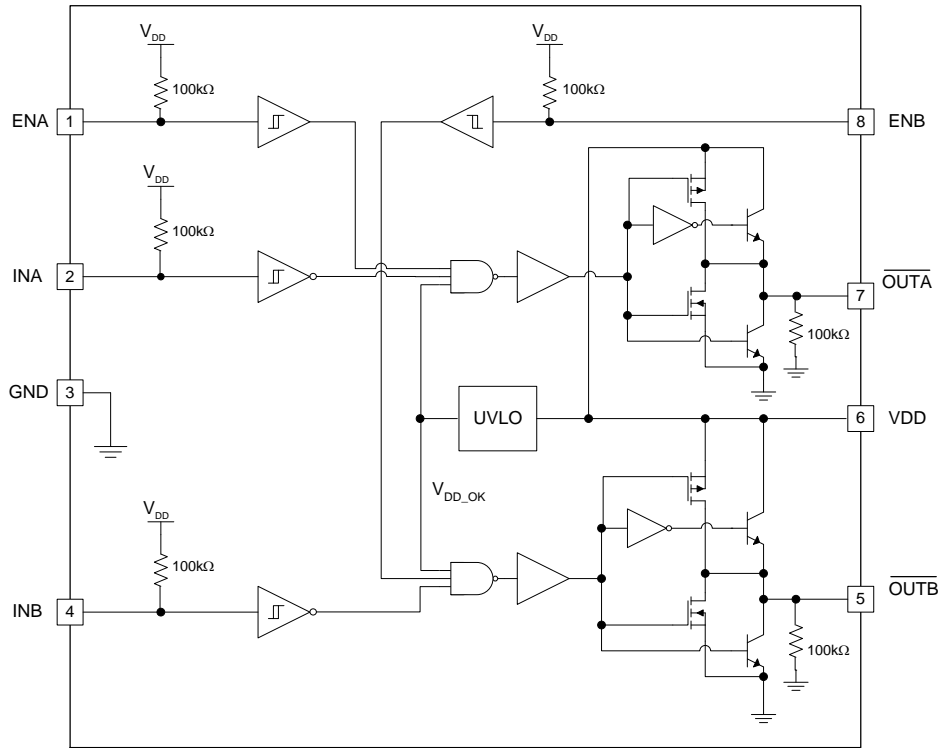 VDD
100kΩ
VDD
100kΩ
ENA 1
8 ENB
VDD
100kΩ
INA 2
7 OUTA
100kΩ
GND 3
UVLO
6 VDD
VDD_OK
VDD
100kΩ
INB 4
5 OUTB
100kΩ